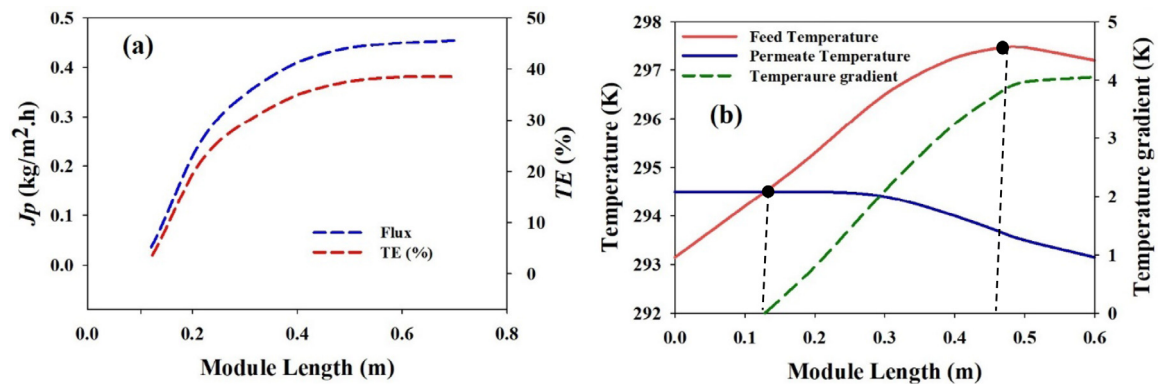 (a)
0.5
0.4
0.3
0.2
0.1
0.0
Jp (kg/m².h)
50
40
30
20
10
0
TE (%)
Flux
TE (%)
0.0 0.2 0.4 0.6 0.8
Module Length (m)
(b)
298
297
296
295
294
293
292
Temperature (K)
Feed Temperature
Permeate Temperature
Temperaure gradient
5
4
3
2
1
0
Temperature gradient (K)
0.0 0.1 0.2 0.3 0.4 0.5 0.6
Module Length (m)